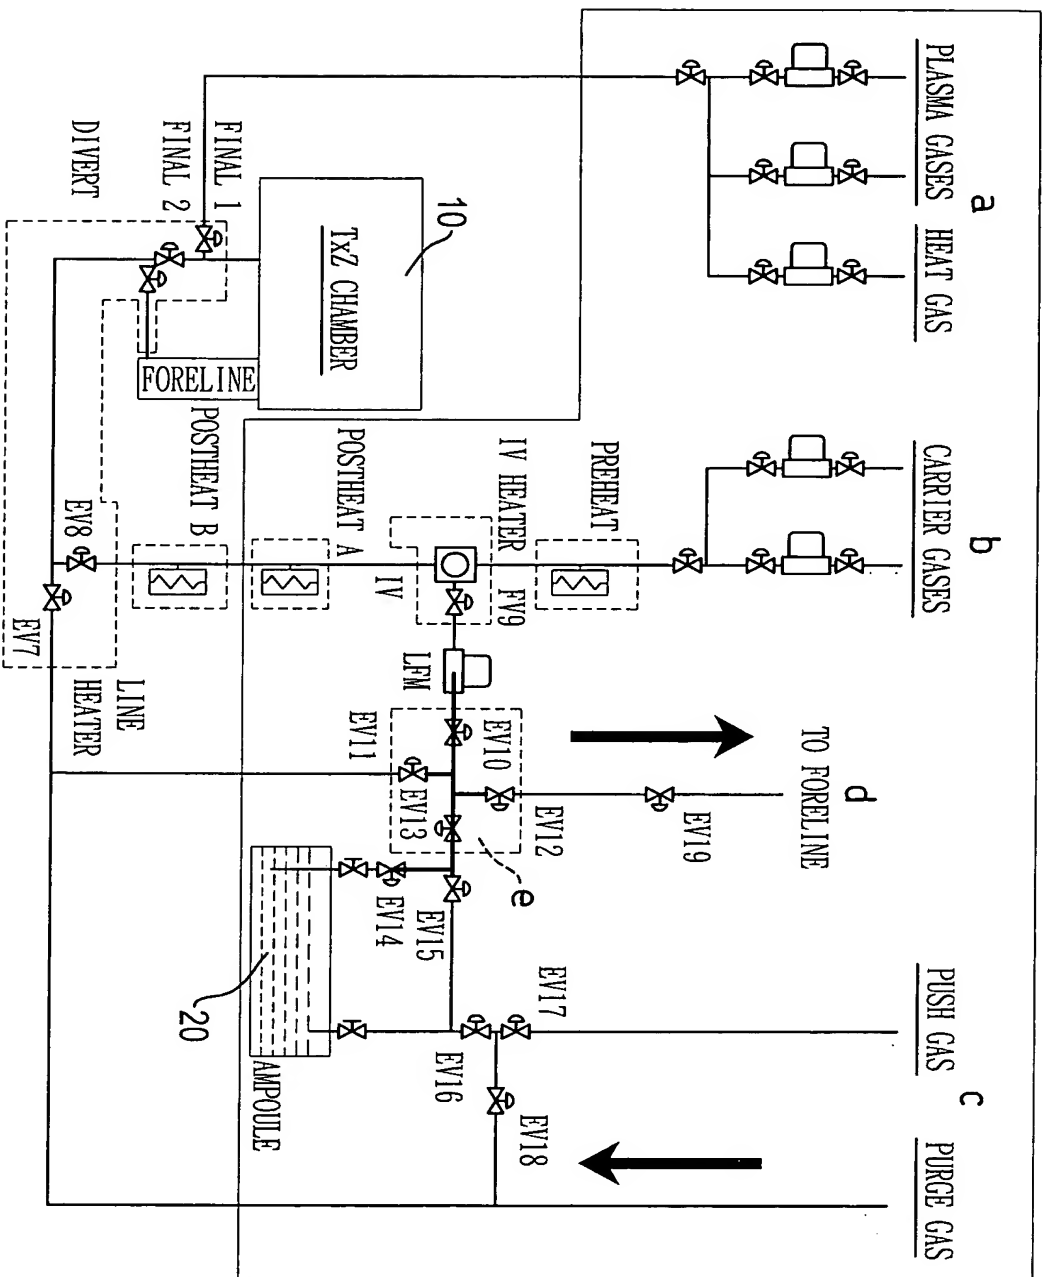 PLASMA GASES
HEAT GAS
a
CARRIER GASES
b
TO FORELINE
d
PUSH GAS
c
PURGE GAS
FINAL 1
FINAL 2
DIVERT
TxZ CHAMBER
10
FORELINE
PREHEAT
IV HEATER
FV9
IV
POSTHEAT A
POSTHEAT B
EV8
EV7
LINE
HEATER
LFM
EV10
EV11
EV12
EV13
EV19
e
EV14
EV15
EV16
EV17
EV18
20
AMPOULE